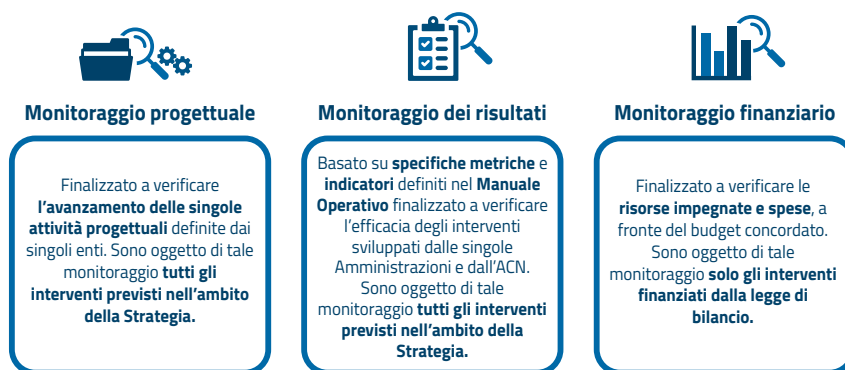 Monitoraggio progettuale
Finalizzato a verificare
l'avanzamento delle singole
attività progettuali definite dai
singoli enti. Sono oggetto di tale
monitoraggio tutti gli
interventi previsti nell'ambito
della Strategia.
Monitoraggio dei risultati
Basato su specifiche metriche e
indicatori definiti nel Manuale
Operativo finalizzato a verificare
l'efficacia degli interventi
sviluppati dalle singole
Amministrazioni e dall'ACN.
Sono oggetto di tale
monitoraggio tutti gli interventi
previsti nell'ambito della
Strategia.
Monitoraggio finanziario
Finalizzato a verificare le
risorse impegnate e spese, a
fronte del budget concordato.
Sono oggetto di tale
monitoraggio solo gli interventi
finanziati dalla legge di
bilancio.